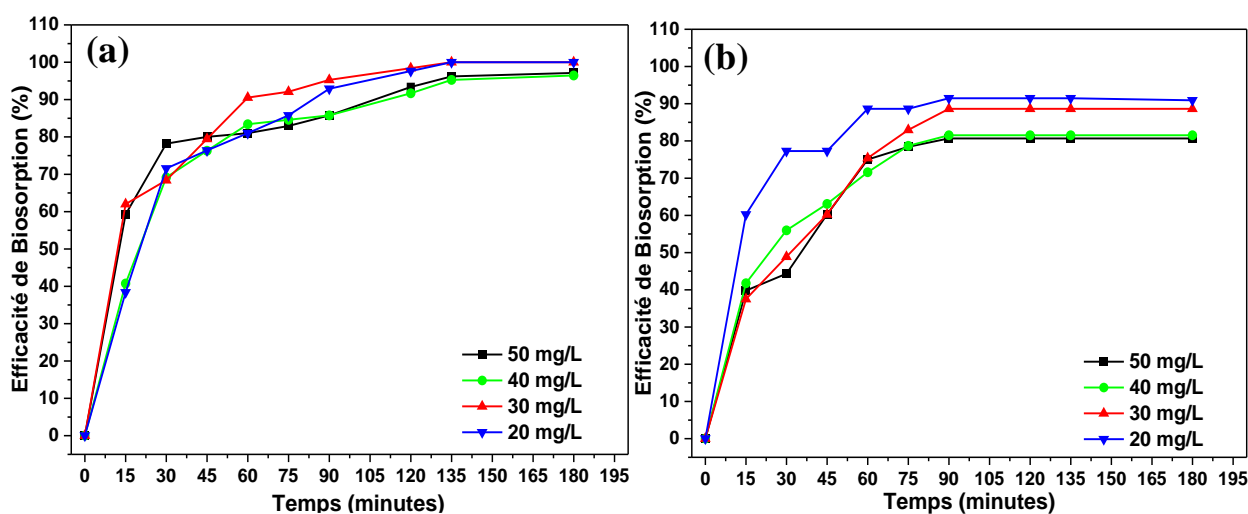 (a)
Efficacité de Biosorption (%)
110
100
90
80
70
60
50
40
30
20
10
0
50 mg/L
40 mg/L
30 mg/L
20 mg/L
0 15 30 45 60 75 90 105 120 135 150 165 180 195
Temps (minutes)
(b)
Efficacité de Biosorption (%)
110
100
90
80
70
60
50
40
30
20
10
0
50 mg/L
40 mg/L
30 mg/L
20 mg/L
0 15 30 45 60 75 90 105 120 135 150 165 180 195
Temps (minutes)